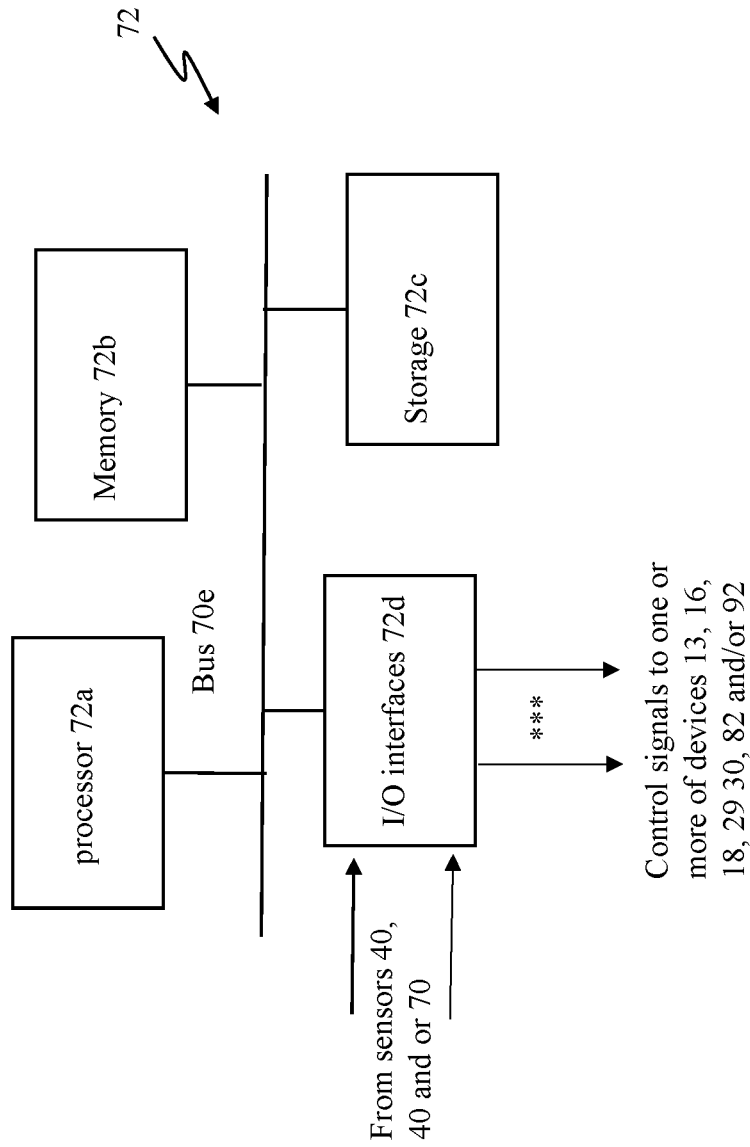 72
processor 72a
Memory 72b
Bus 70e
I/O interfaces 72d
Storage 72c
From sensors 40,
40 and or 70
***
Control signals to one or
more of devices 13, 16,
18, 29 30, 82 and/or 92